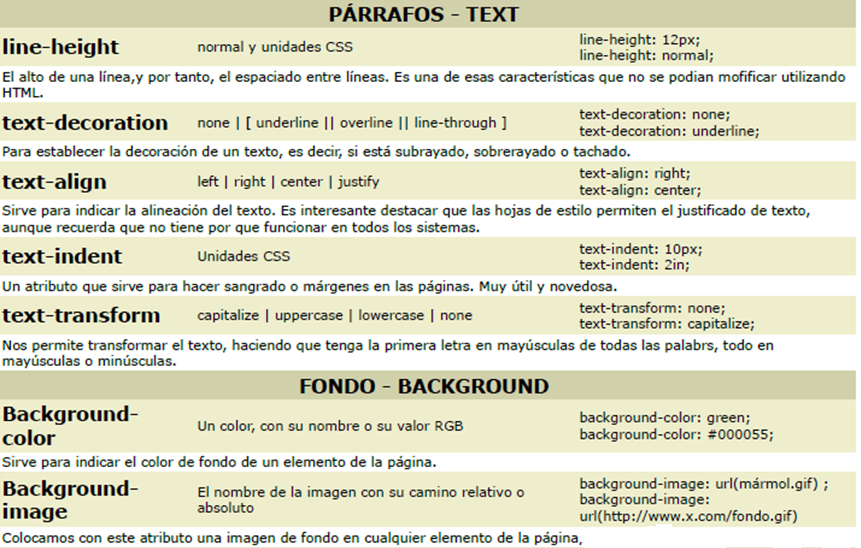 PÁRRAFOS - TEXT
line-height normal y unidades CSS line-height: 12px;
line-height: normal;
El alto de una línea,y por tanto, el espaciado entre líneas. Es una de esas características que no se podian mofificar utilizando
HTML.
text-decoration none | [ underline || overline || line-through ] text-decoration: none;
text-decoration: underline;
Para establecer la decoración de un texto, es decir, si está subrayado, sobrerayado o tachado.
text-align left | right | center | justify text-align: right;
text-align: center;
Sirve para indicar la alineación del texto. Es interesante destacar que las hojas de estilo permiten el justificado de texto,
aunque recuerda que no tiene por que funcionar en todos los sistemas.
text-indent Unidades CSS text-indent: 10px;
text-indent: 2in;
Un atributo que sirve para hacer sangrado o márgenes en las páginas. Muy útil y novedosa.
text-transform capitalize | uppercase | lowercase | none text-transform: none;
text-transform: capitalize;
Nos permite transformar el texto, haciendo que tenga la primera letra en mayúsculas de todas las palabrs, todo en
mayúsculas o minúsculas.
FONDO - BACKGROUND
Background-
color
Un color, con su nombre o su valor RGB
background-color: green;
background-color: #000055;
Sirve para indicar el color de fondo de un elemento de la página.
Background-
image
El nombre de la imagen con su camino relativo o
absoluto
background-image: url(mármol.gif) ;
background-image:
url(http://www.x.com/fondo.gif)
Colocamos con este atributo una imagen de fondo en cualquier elemento de la página,